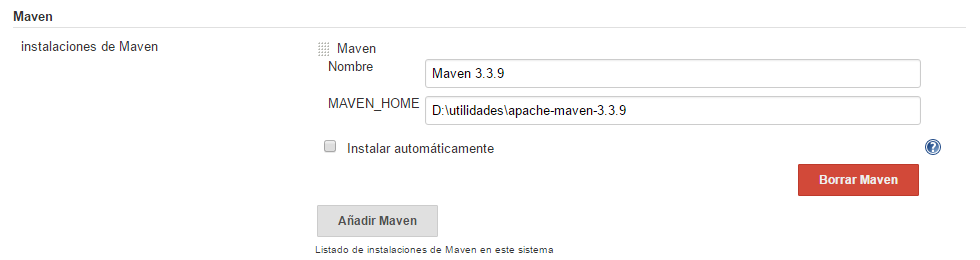 Maven
instalaciones de Maven
Maven
Nombre
Maven 3.3.9
MAVEN_HOME
D:\utilidades\apache-maven-3.3.9
Instalar automáticamente
?
Borrar Maven
Añadir Maven
Listado de instalaciones de Maven en este sistema